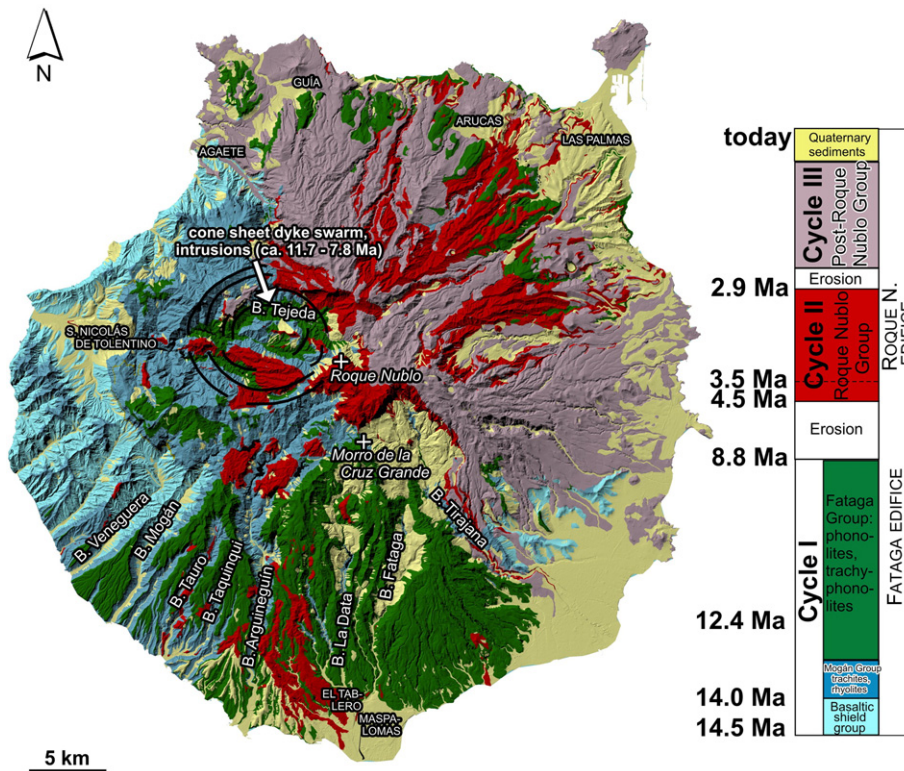 N
GUÍA
ARUCAS
LAS PALMAS
AGAETE
cone sheet dyke swarm,
intrusions (ca. 11.7 - 7.8 Ma)
B. Tejeda
S. NICOLÁS
DE TOLENTINO
Roque Nublo
Morro de la
Cruz Grande
B. Tirajana
B. Veneguera
B. Mogán
B. Tauro
B. Taquinqui
B. Arguineguin
B. La Data
B. Fataga
EL TAB-
LERO
MASPA-
LOMAS
5 km
today
2.9 Ma
3.5 Ma
4.5 Ma
8.8 Ma
12.4 Ma
14.0 Ma
14.5 Ma
Quaternary
sediments
Cycle III
Post-Roque
Nublo Group
Erosion
Cycle II
Roque Nublo
Group
Erosion
Cycle I
Fataga
Group:
phono-
lites,
trachy-
phono-
lites
Mogán Group
trachites,
rhyolites
Basaltic
shield
group
ROQUE N.
EDIFICE
FATAGA EDIFICE